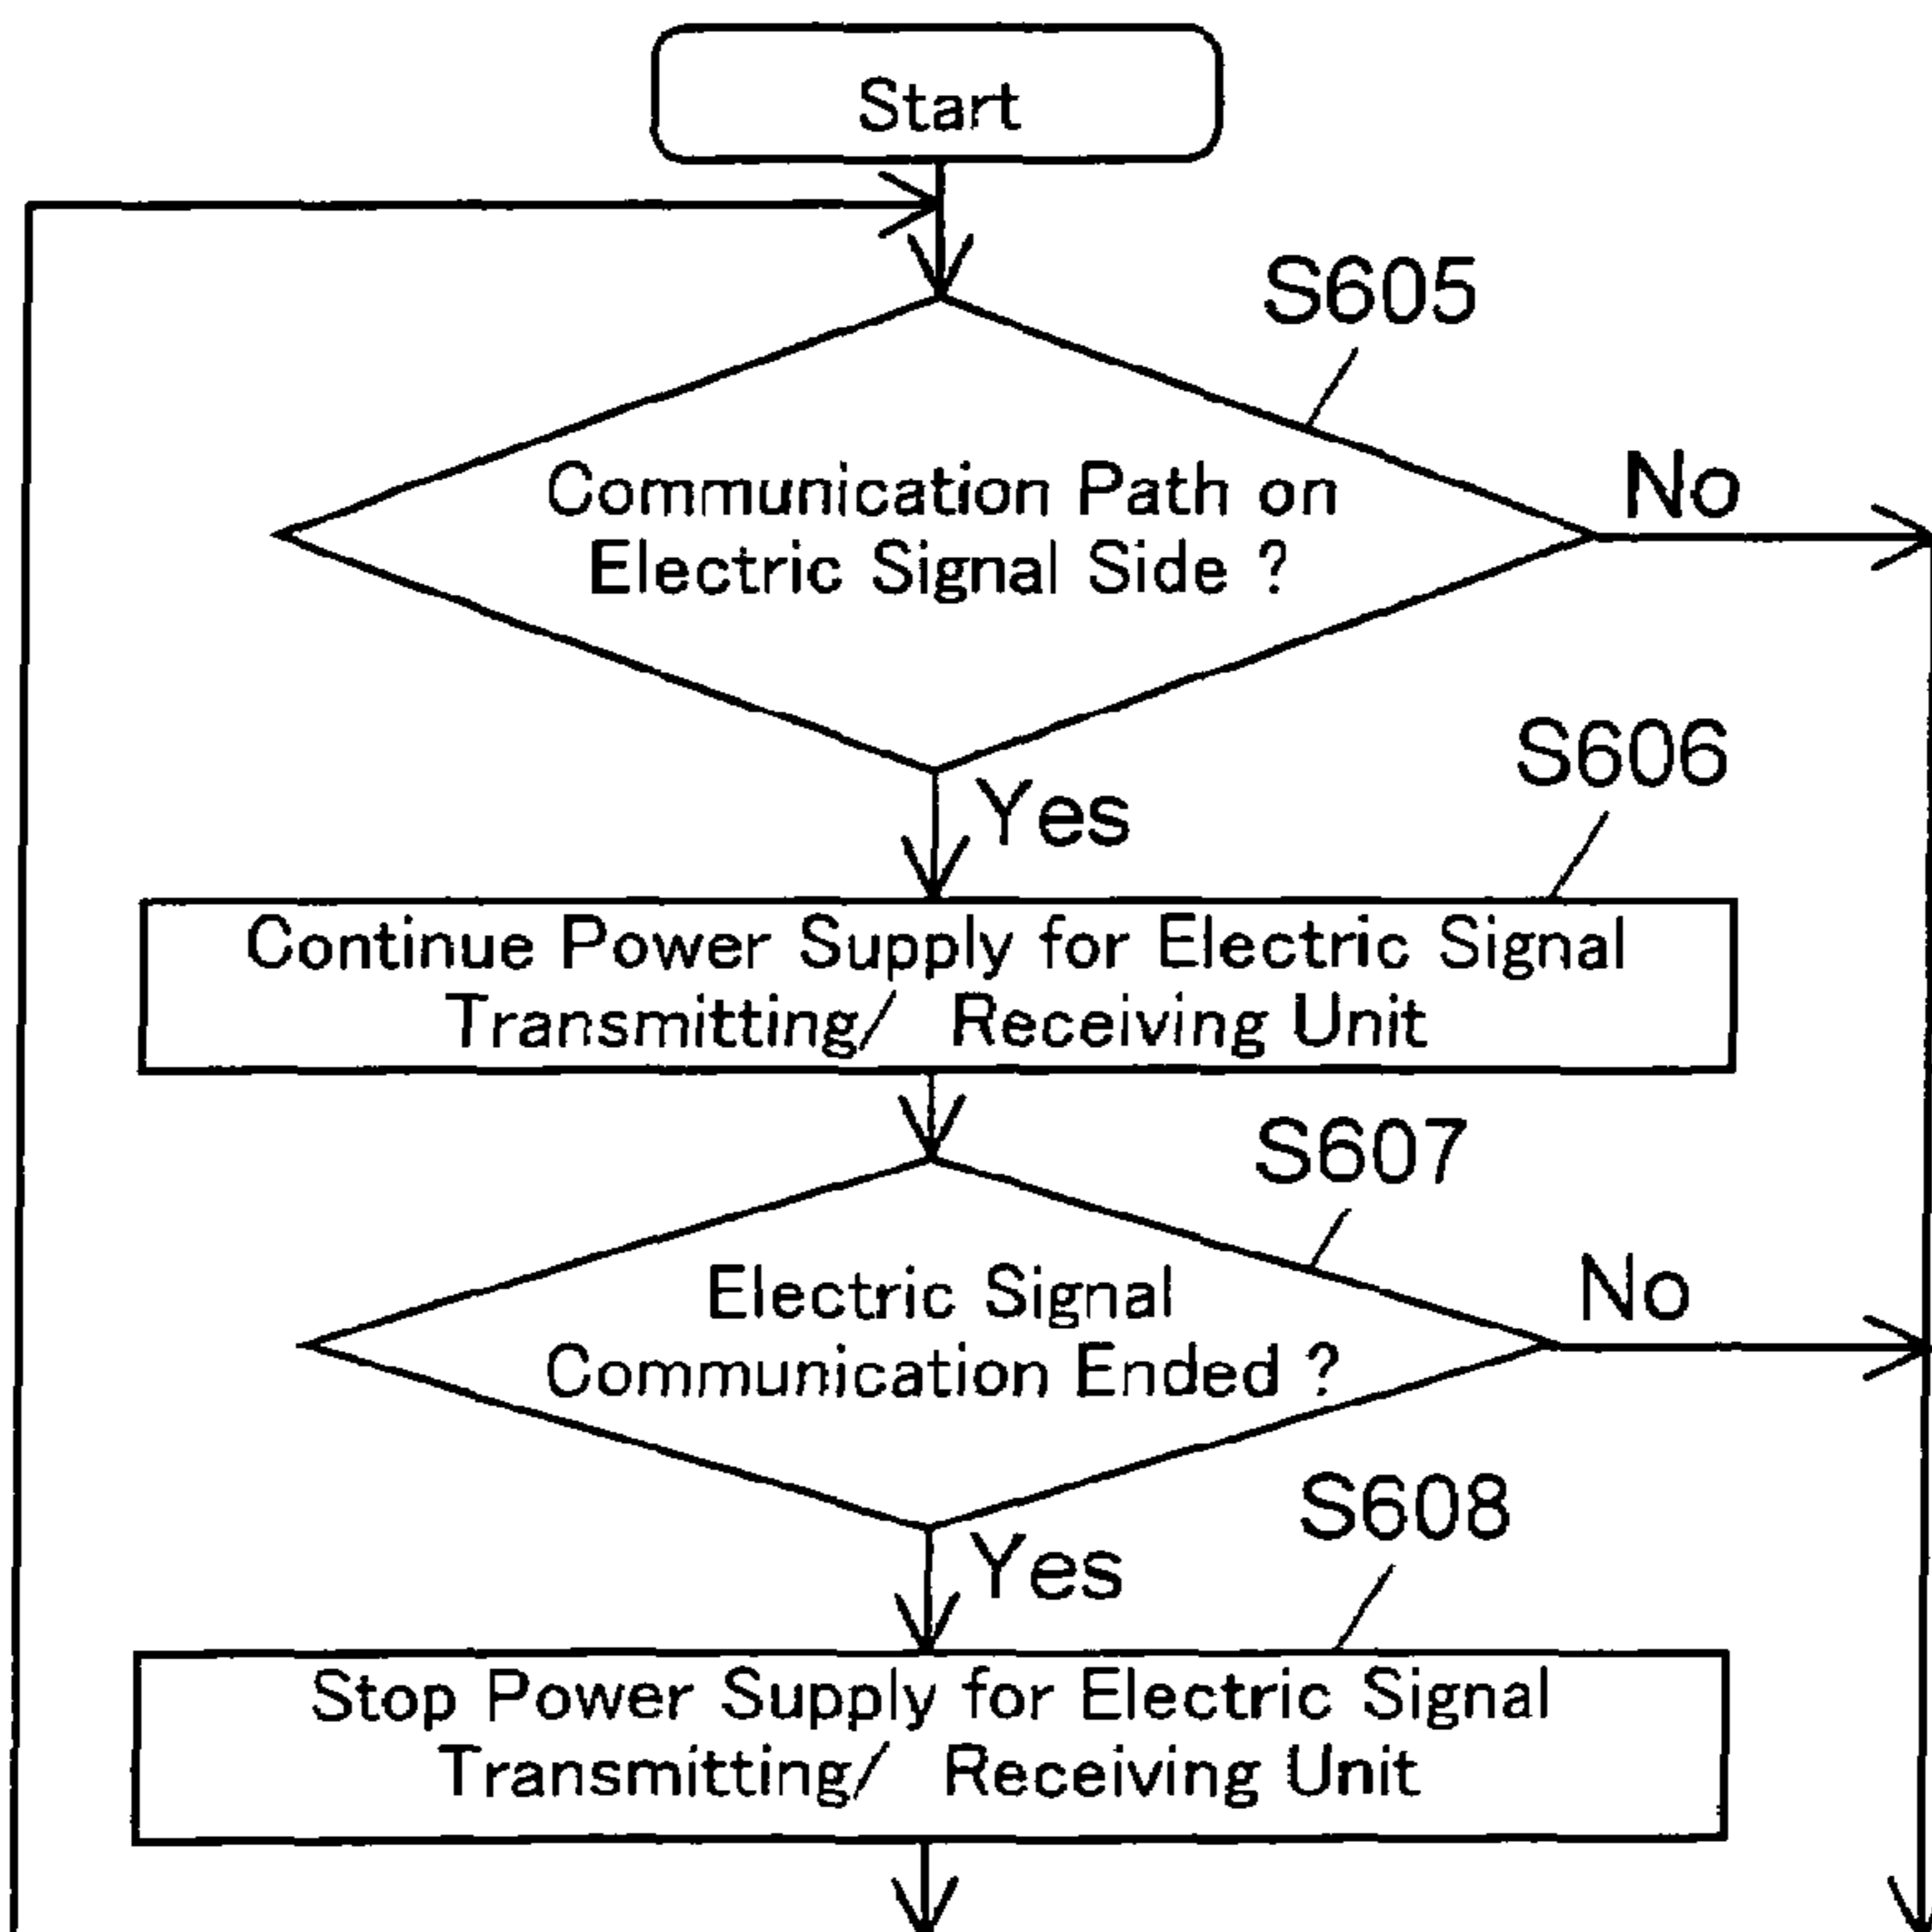 Start
S605
Communication Path on
Electric Signal Side ?
No
Yes
S606
Continue Power Supply for Electric Signal
Transmitting/ Receiving Unit
S607
Electric Signal
Communication Ended ?
No
Yes
S608
Stop Power Supply for Electric Signal
Transmitting/ Receiving Unit